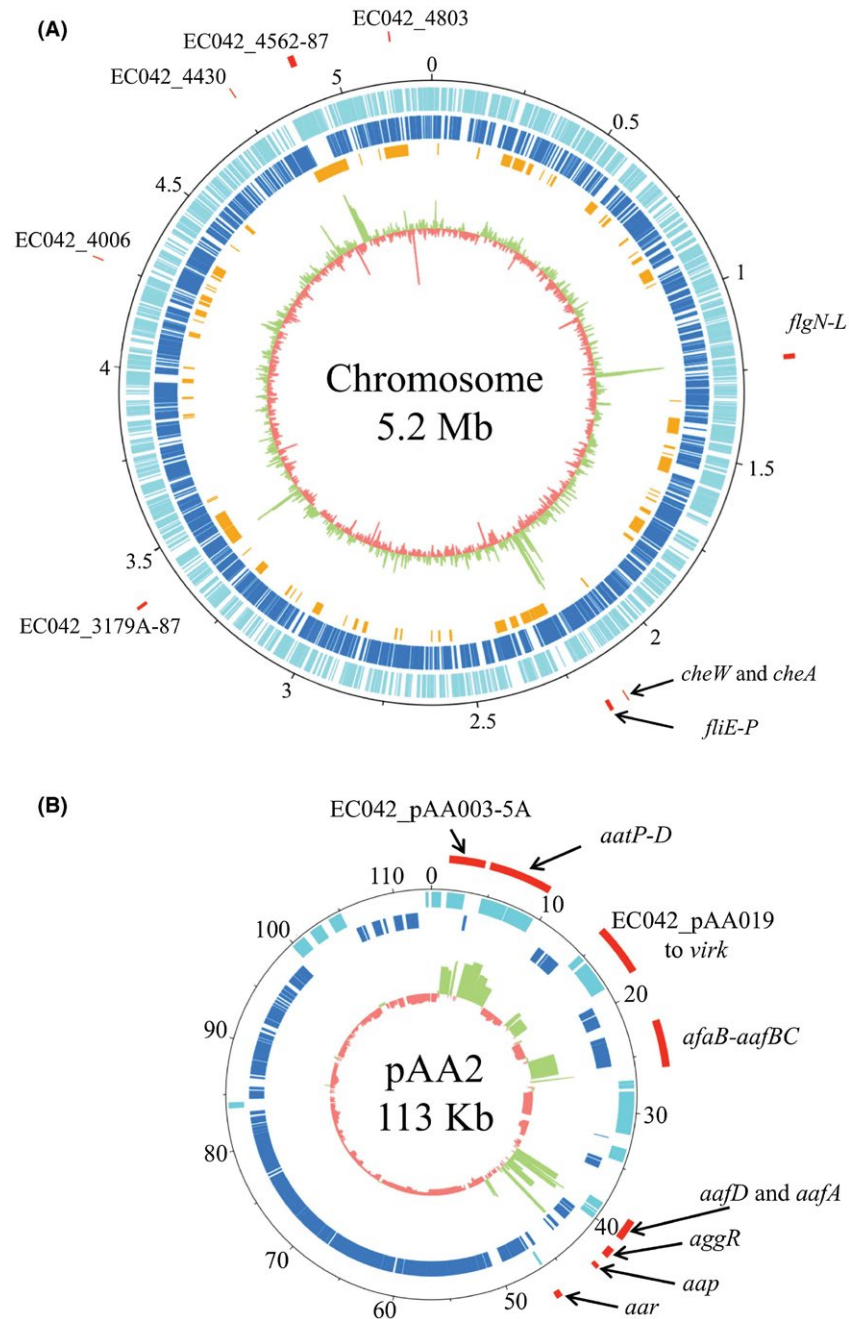 (A)
EC042_4803
EC042_4562-87
EC042_4430
0
5
0.5
4.5
EC042_4006
1
flgN-L
Chromosome
5.2 Mb
4
1.5
3.5
EC042_3179A-87
2
cheW and cheA
3
2.5
fliE-P
(B)
EC042_pAA003-5A
aatP-D
110
0
10
EC042_pAA019
to virk
100
20
afaB-aafBC
90
pAA2
113 Kb
30
80
aafD and aafA
40
aggR
70
aap
50
60
aar